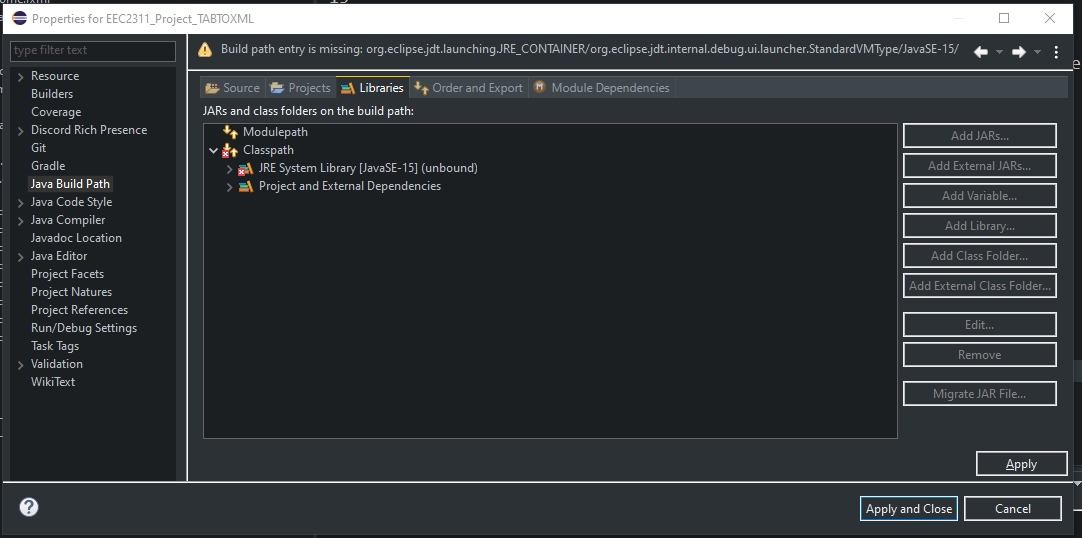 Properties for EEC2311_Project_TABTOXML
type filter text
Resource
Builders
Coverage
Discord Rich Presence
Git
Gradle
Java Build Path
Java Code Style
Java Compiler
Javadoc Location
Java Editor
Project Facets
Project Natures
Project References
Run/Debug Settings
Task Tags
Validation
WikiText
Build path entry is missing: org.eclipse.jdt.launching.JRE_CONTAINER/org.eclipse.jdt.internal.debug.ui.launcher.StandardVMType/JavaSE-15/
Source Projects Libraries Order and Export Module Dependencies
JARs and class folders on the build path:
Modulepath
Classpath
JRE System Library [JavaSE-15] (unbound)
Project and External Dependencies
Add JARs...
Add External JARs...
Add Variable...
Add Library...
Add Class Folder...
Add External Class Folder...
Edit...
Remove
Migrate JAR File...
Apply
Apply and Close Cancel